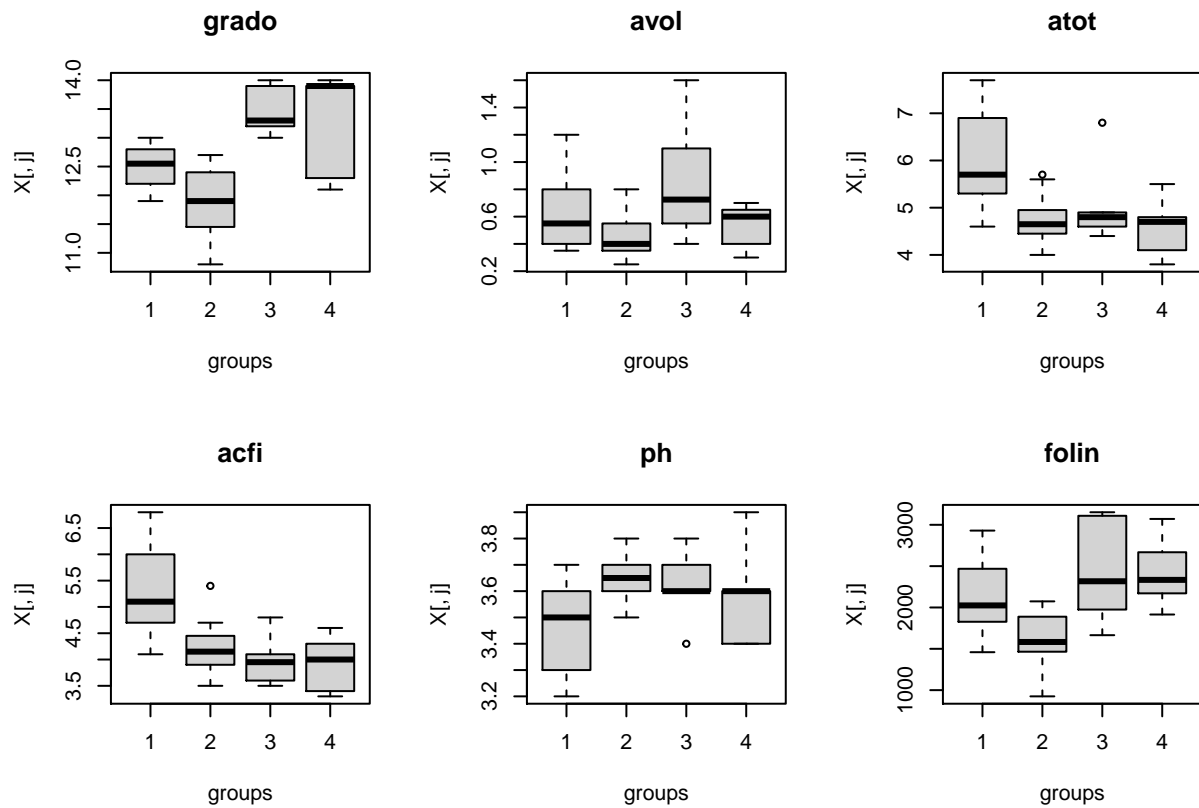 grado
X[, j]
14.0
12.5
11.0
1 2 3 4
groups
avol
X[, j]
1.4
1.0
0.6
0.2
1 2 3 4
groups
atot
X[, j]
7
6
5
4
1 2 3 4
groups
acfi
X[, j]
6.5
5.5
4.5
3.5
1 2 3 4
groups
ph
X[, j]
3.8
3.6
3.4
3.2
1 2 3 4
groups
folin
X[, j]
3000
2000
1000
1 2 3 4
groups